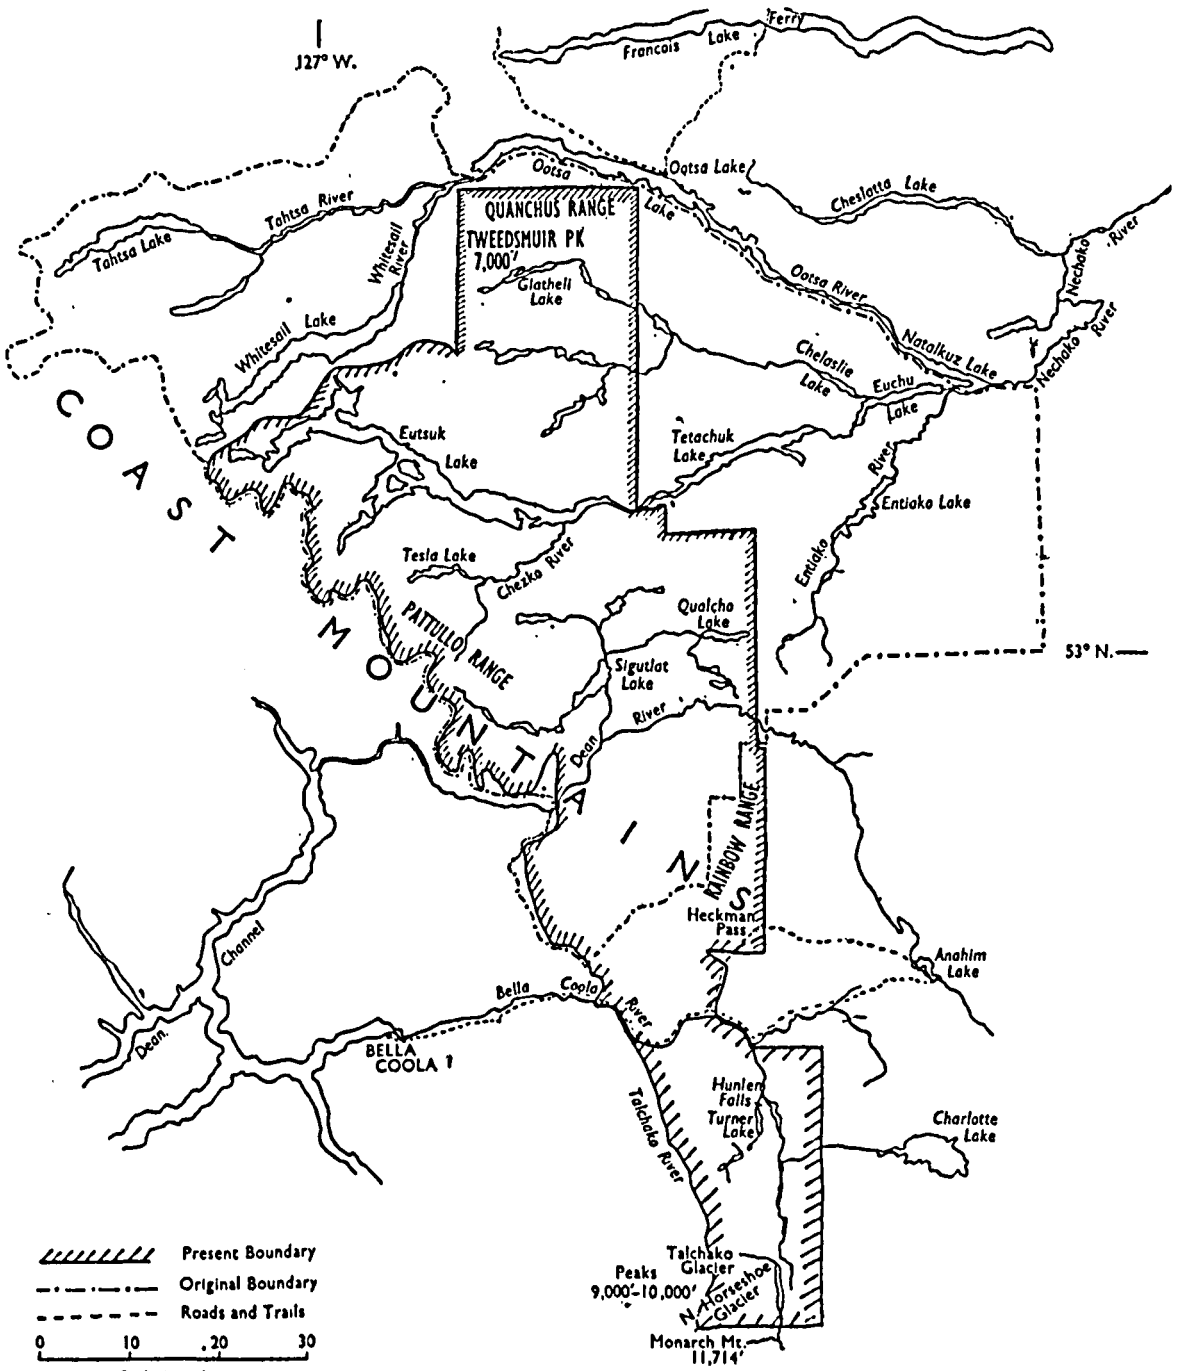 Ferry
Francois Lake
127° W.
Ootsa
Ootsa Lake
Lake
Cheslatta Lake
Tahtsa River
Tahtsa Lake
QUANCHUS RANGE
TWEEDSMUIR PK
7,000'
Whitesail
River
Glathell
Lake
Nechako
River
Ootsa River
Whitesail Lake
Natalkuz Lake
Nechako
River
Chelaslie
Lake
Euchu
Lake
COAST
Eutsuk
Lake
Tetachuk
Lake
River
Entiako Lake
Entiako
Tesla Lake
Chezko River
PATTULLO RANGE
Qualcho
Lake
Sigutlat
Lake
53° N.
MOUNTAINS
River
Dean
RAINBOW RANGE
Heckman
Pass
Channel
Dean
Anahim
Lake
Bella Coola
River
BELLA
COOLA
Hunlen
Falls
Turner
Lake
Talchako River
Charlotte
Lake
Talchako
Glacier
Peaks
9,000'–10,000'
N. Horseshoe
Glacier
Monarch Mt.
11,714'
Present Boundary
Original Boundary
Roads and Trails
0 10 20 30